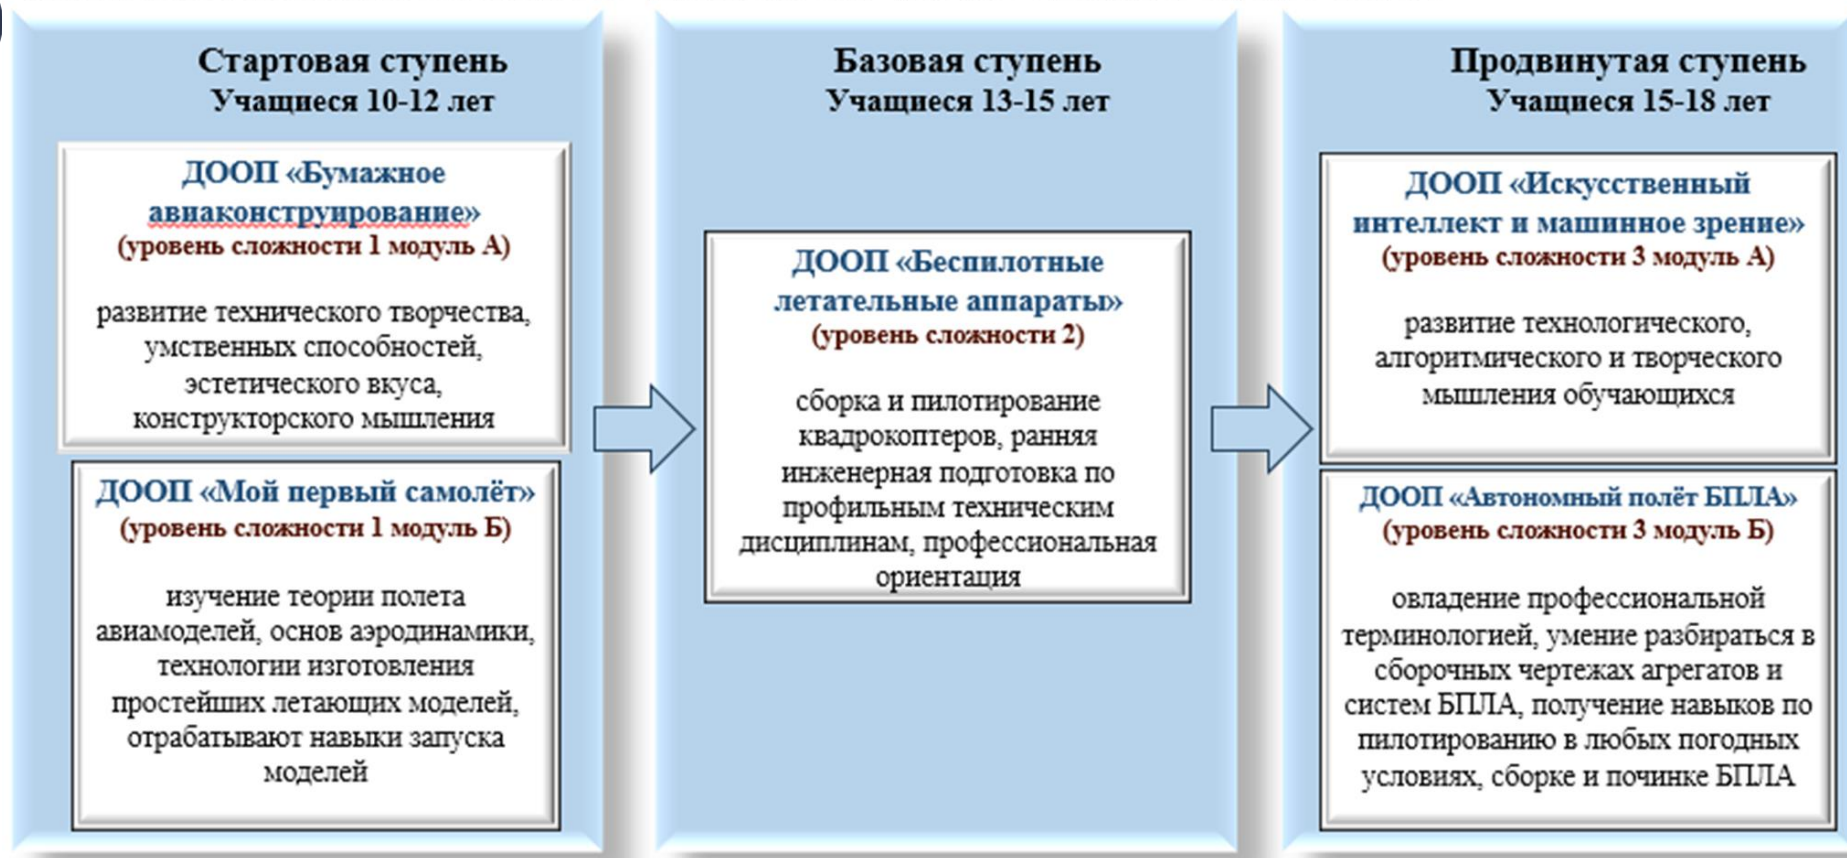 Стартовая ступень
Учащиеся 10-12 лет
ДООП «Бумажное
авиаконструирование»
(уровень сложности 1 модуль А)
развитие технического творчества,
умственных способностей,
эстетического вкуса,
конструкторского мышления
ДООП «Мой первый самолёт»
(уровень сложности 1 модуль Б)
изучение теории полета
авиамоделей, основ аэродинамики,
технологии изготовления
простейших летающих моделей,
отрабатывают навыки запуска
моделей
Базовая ступень
Учащиеся 13-15 лет
ДООП «Беспилотные
летательные аппараты»
(уровень сложности 2)
сборка и пилотирование
квадрокоптеров, ранняя
инженерная подготовка по
профильным техническим
дисциплинам, профессиональная
ориентация
Продвинутая ступень
Учащиеся 15-18 лет
ДООП «Искусственный
интеллект и машинное зрение»
(уровень сложности 3 модуль А)
развитие технологического,
алгоритмического и творческого
мышления обучающихся
ДООП «Автономный полёт БПЛА»
(уровень сложности 3 модуль Б)
овладение профессиональной
терминологией, умение разбираться в
сборочных чертежах агрегатов и
систем БПЛА, получение навыков по
пилотированию в любых погодных
условиях, сборке и починке БПЛА